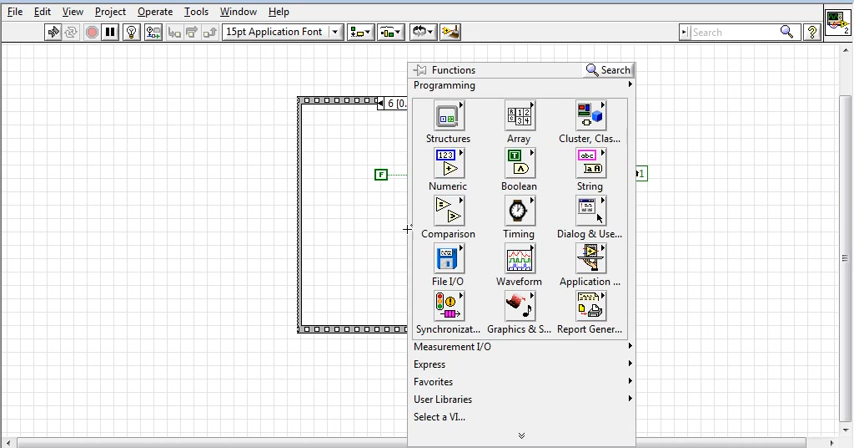 File Edit View Project Operate Tools Window Help
15pt Application Font
Search
?
2
Functions
Search
Programming
6 [0.
Structures Array Cluster, Clas...
123
Numeric Boolean String
F
1
Comparison Timing Dialog & Use...
File I/O Waveform Application ...
Synchronizat... Graphics & S... Report Gener...
Measurement I/O
Express
Favorites
User Libraries
Select a VI...